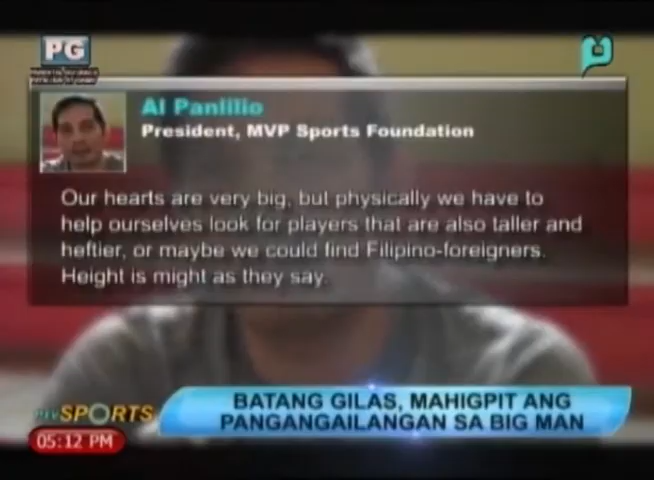 PG
Al Panlilio
President, MVP Sports Foundation
Our hearts are very big, but physically we have to
help ourselves look for players that are also taller and
heftier, or maybe we could find Filipino-foreigners.
Height is might as they say.
BATANG GILAS, MAHIGPIT ANG
PANGANGAILANGAN SA BIG MAN
SPORTS
05:12 PM